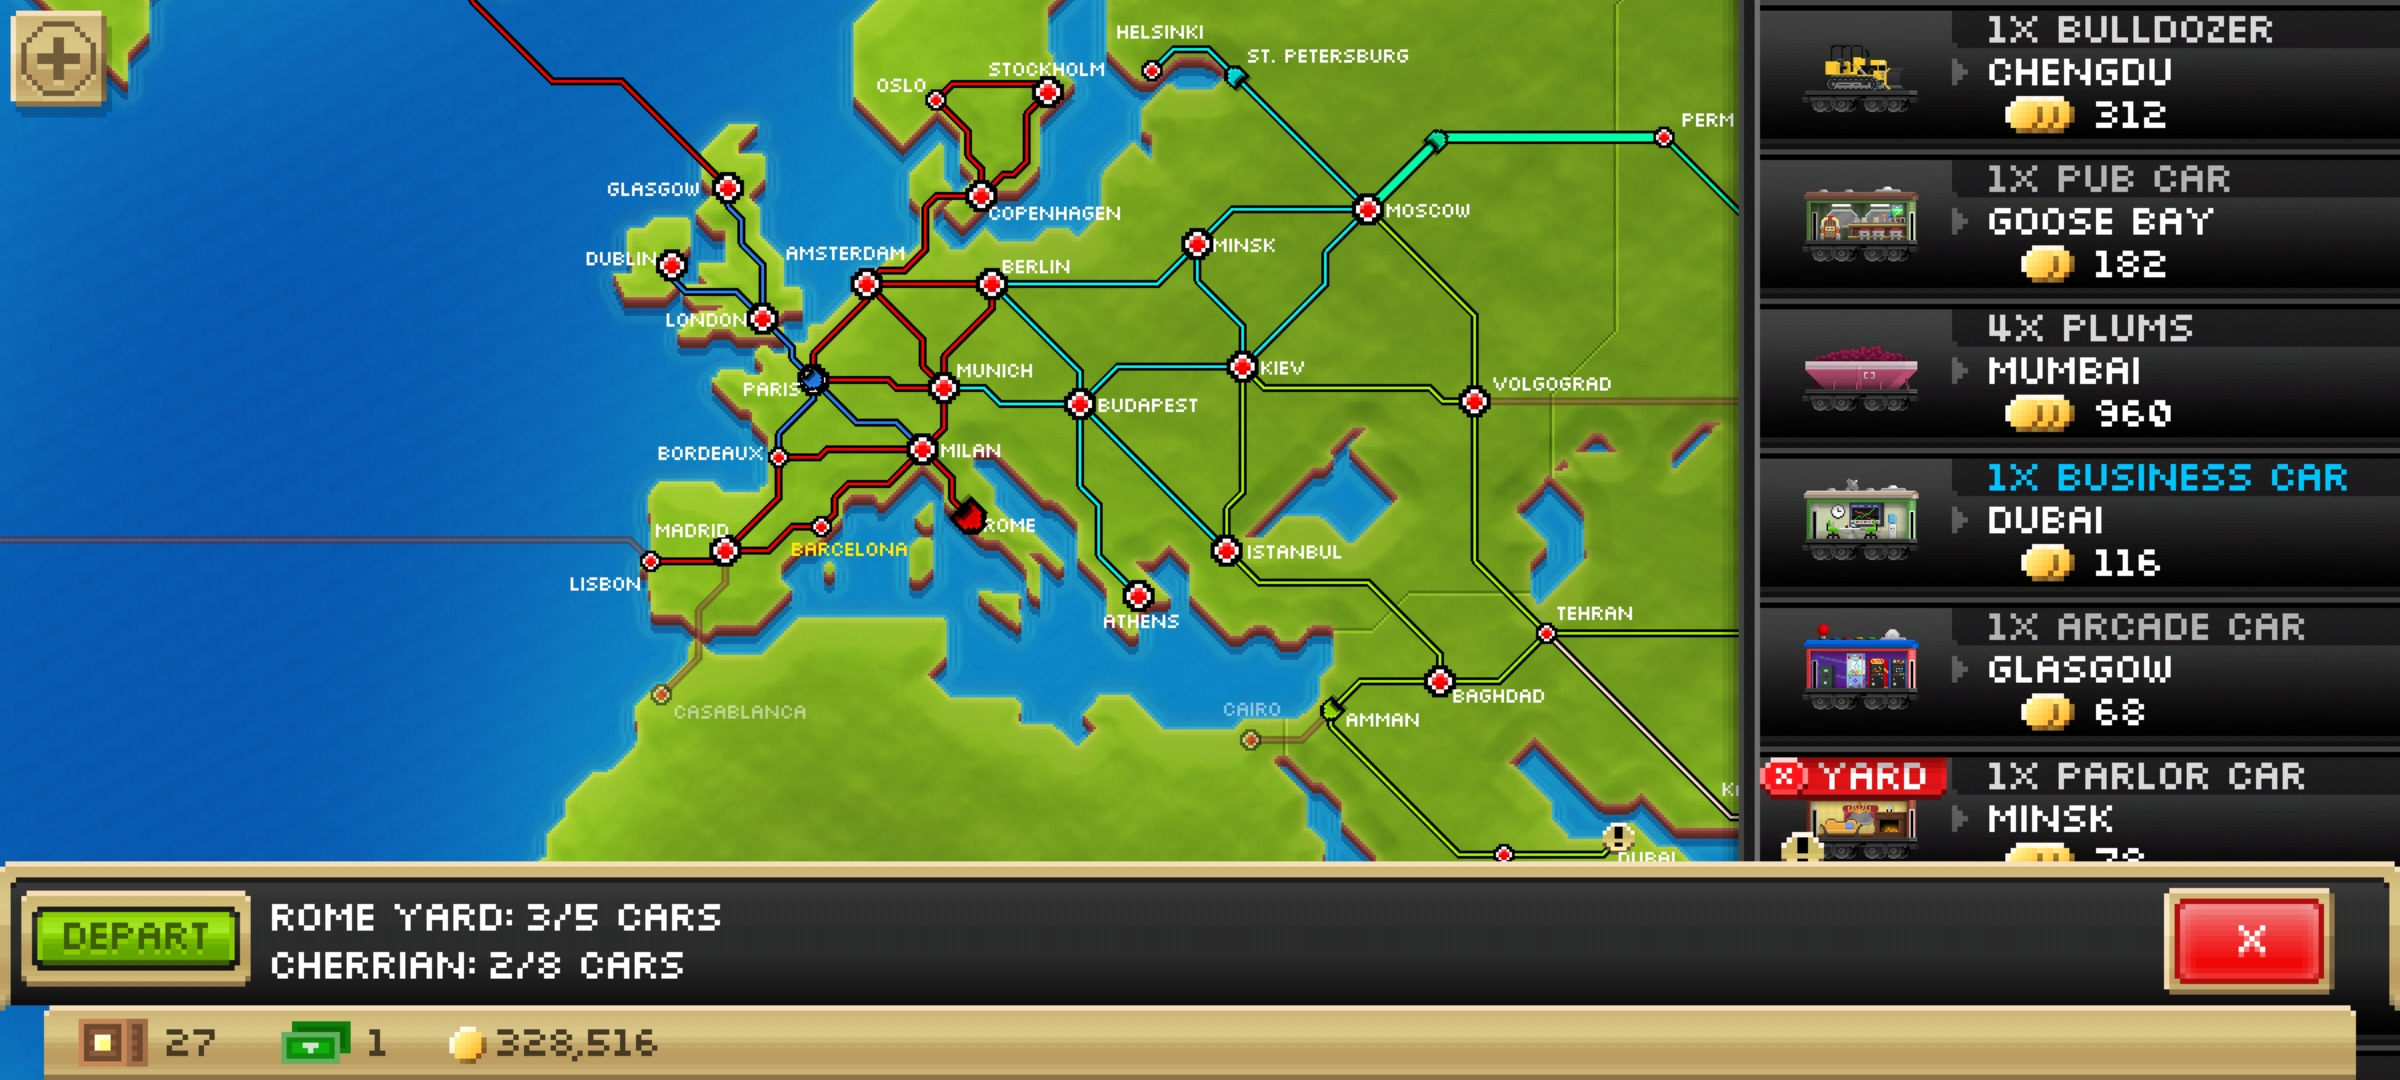 HELSINKI
ST. PETERSBURG
STOCKHOLM
OSLO
PERM
GLASGOW
COPENHAGEN
MOSCOW
DUBLIN
AMSTERDAM
MINSK
BERLIN
LONDON
PARIS
MUNICH
KIEV
VOLGOGRAD
BUDAPEST
BORDEAUX
MILAN
MADRID
ROME
BARCELONA
ISTANBUL
LISBON
ATHENS
TEHRAN
CASABLANCA
CAIRO
BAGHDAD
AMMAN
DUBAI
1X BULLDOZER
CHENGDU
312
1X PUB CAR
GOOSE BAY
182
4X PLUMS
MUMBAI
960
1X BUSINESS CAR
DUBAI
116
1X ARCADE CAR
GLASGOW
68
YARD
1X PARLOR CAR
MINSK
DEPART
ROME YARD: 3/5 CARS
CHERRIAN: 2/8 CARS
X
27
1
328,516